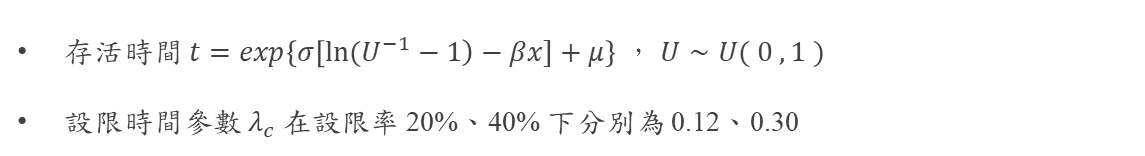 • 存活時間 𝑡 = 𝑒𝑥𝑝{𝜎[ln(𝑈⁻¹ − 1) − 𝛽𝑥] + 𝜇} ， 𝑈 ~ 𝑈( 0 , 1 )
• 設限時間參數 𝜆𝑐 在設限率 20%、40% 下分別為 0.12、0.30